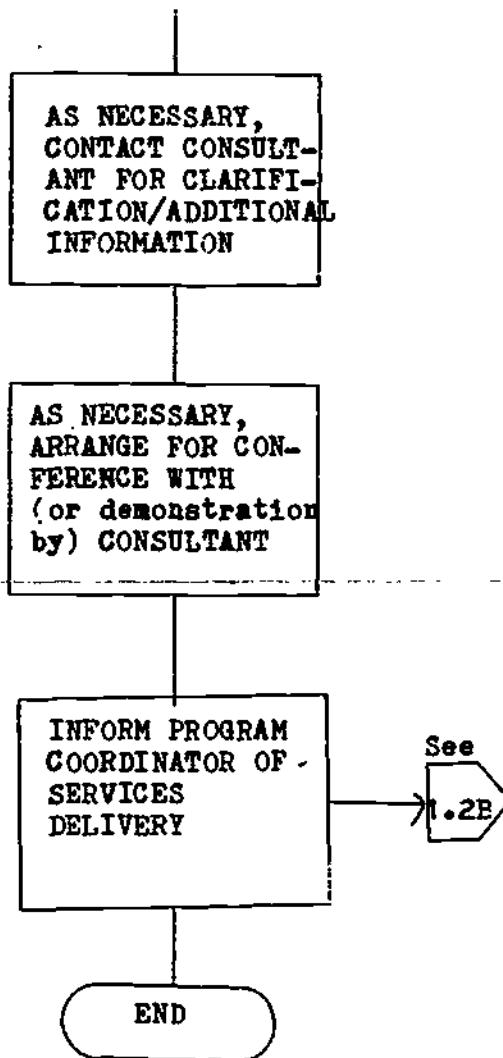 AS NECESSARY,
CONTACT CONSULT-
ANT FOR CLARIFI-
CATION/ADDITIONAL
INFORMATION
AS NECESSARY,
ARRANGE FOR CON-
FERENCE WITH
(or demonstration
by) CONSULTANT
INFORM PROGRAM
COORDINATOR OF
SERVICES
DELIVERY
See
1.2B
END